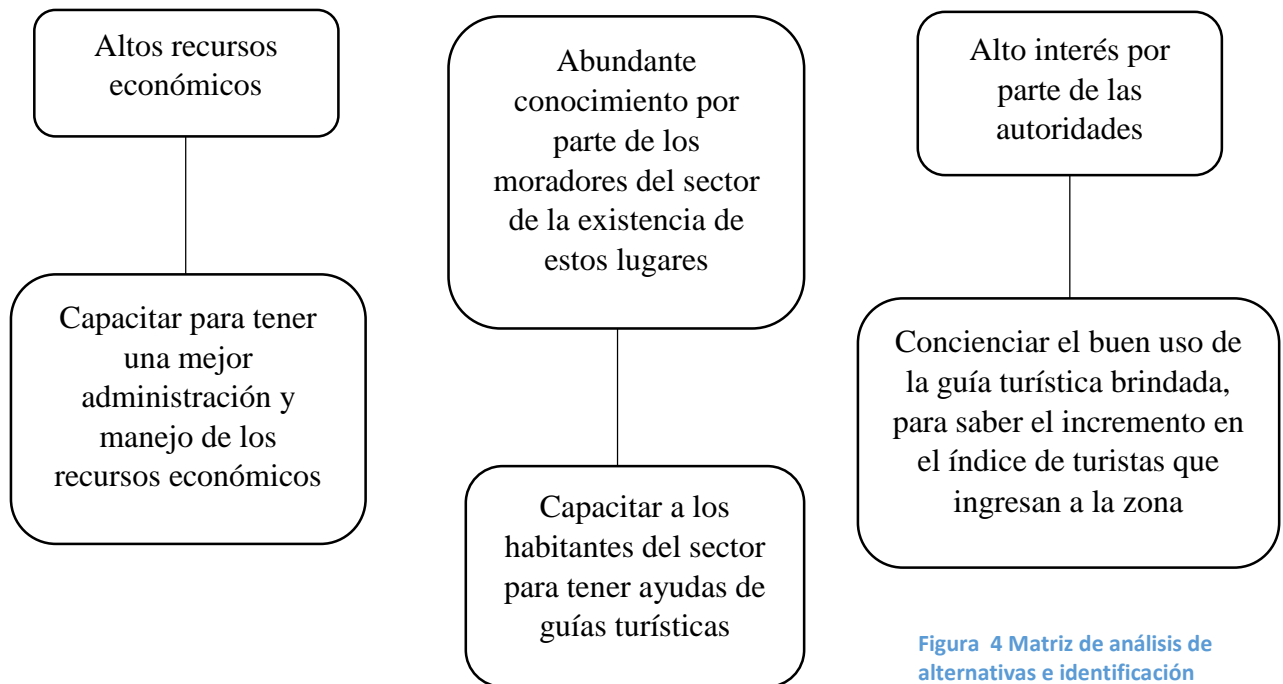 Altos recursos
económicos
Capacitar para tener
una mejor
administración y
manejo de los
recursos económicos
Abundante
conocimiento por
parte de los
moradores del sector
de la existencia de
estos lugares
Capacitar a los
habitantes del sector
para tener ayudas de
guías turísticas
Alto interés por
parte de las
autoridades
Concienciar el buen uso de
la guía turística brindada,
para saber el incremento en
el índice de turistas que
ingresan a la zona
Figura 4 Matriz de análisis de
alternativas e identificación